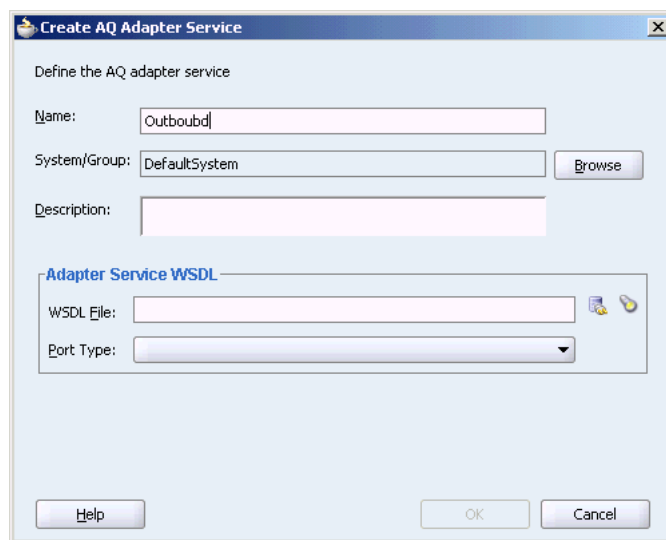 Create AQ Adapter Service
Define the AQ adapter service
Name: Outboubd
System/Group: DefaultSystem Browse
Description:
Adapter Service WSDL
WSDL File:
Port Type:
Help OK Cancel